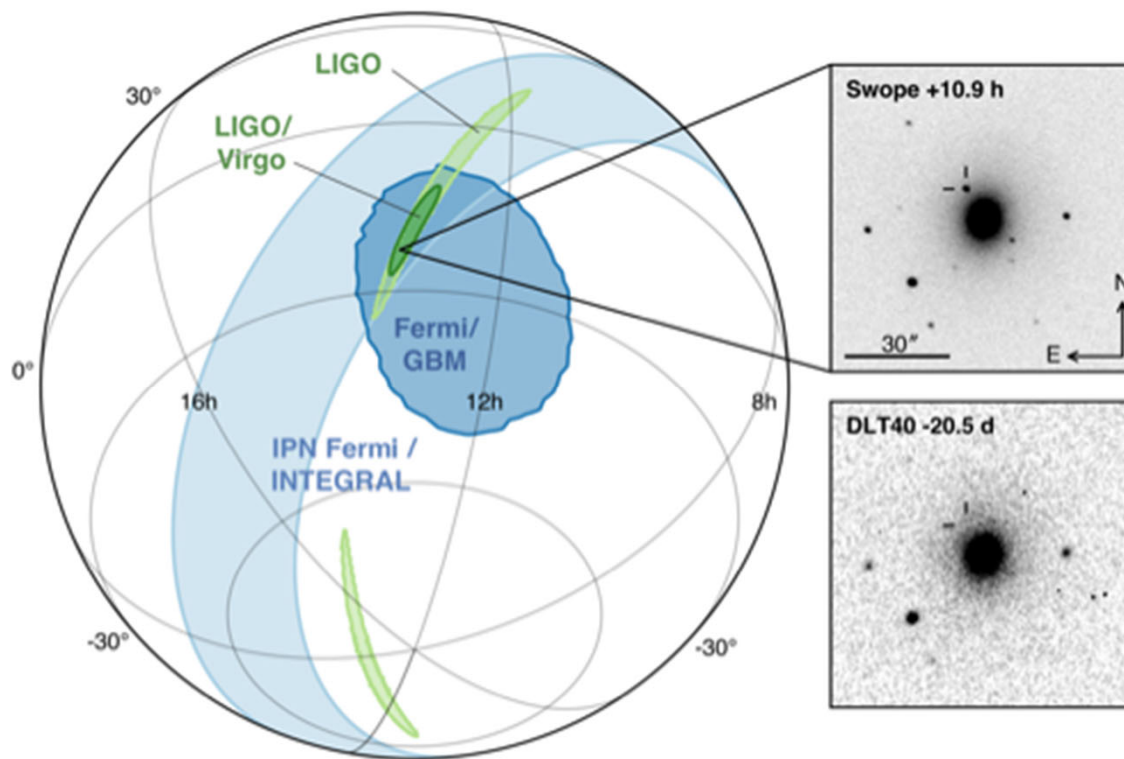 LIGO
30°
LIGO/
Virgo
Fermi/
GBM
0°
16h
12h
8h
IPN Fermi /
INTEGRAL
-30°
-30°
Swope +10.9 h
30"
N
E
DLT40 -20.5 d